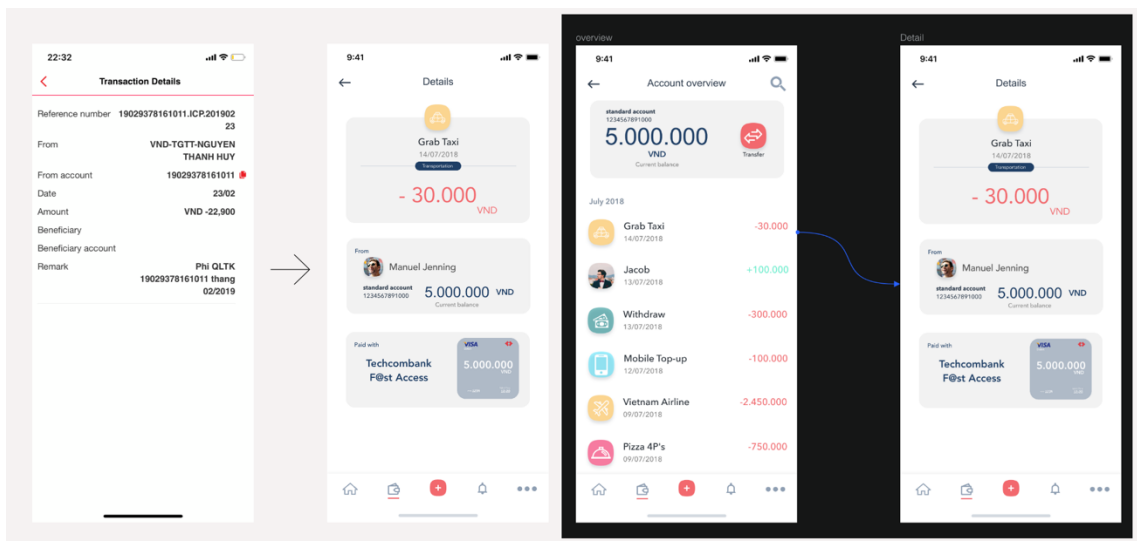 22:32
Transaction Details
Reference number 19029378161011.ICP.201902
23
From VND-TGTT-NGUYEN
THANH HUY
From account 19029378161011
Date 23/02
Amount VND -22,900
Beneficiary
Beneficiary account
Remark Phi QLTK
19029378161011 thang
02/2019
9:41
Details
Grab Taxi
14/07/2018
Transportation
- 30.000
VND
From
Manuel Jenning
standard account
1234567891000
5.000.000 VND
Current balance
Paid with
Techcombank
F@st Access
VISA
5.000.000
VND
overview
9:41
Account overview
standard account
1234567891000
5.000.000
VND
Current balance
Transfer
July 2018
Grab Taxi -30.000
14/07/2018
Jacob +100.000
13/07/2018
Withdraw -300.000
13/07/2018
Mobile Top-up -100.000
12/07/2018
Vietnam Airline -2.450.000
09/07/2018
Pizza 4P's -750.000
09/07/2018
Detail
9:41
Details
Grab Taxi
14/07/2018
Transportation
- 30.000
VND
From
Manuel Jenning
standard account
1234567891000
5.000.000 VND
Current balance
Paid with
Techcombank
F@st Access
VISA
5.000.000
VND